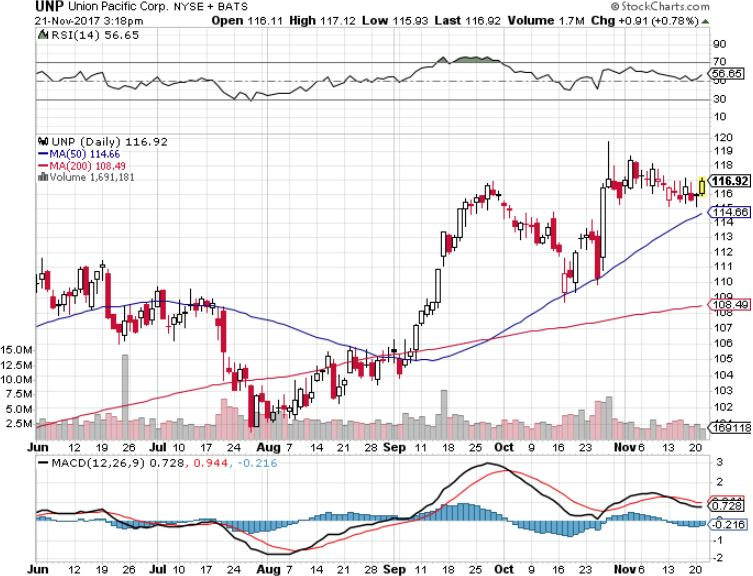 UNP Union Pacific Corp. NYSE + BATS © StockCharts.com
21-Nov-2017 3:18pm Open 116.11 High 117.12 Low 115.93 Last 116.92 Volume 1.7M Chg +0.91 (+0.78%)
RSI(14) 56.65
90
70
56.65
50
30
10
UNP (Daily) 116.92
MA(50) 114.66
MA(200) 108.49
Volume 1,691,181
120
119
118
116.92
116
115
114.66
114
113
112
111
110
109
108.49
108
107
106
105
104
103
102
1691181
15.0M
12.5M
10.0M
7.5M
5.0M
2.5M
Jun 12 19 26 Jul 10 17 24 Aug 7 14 21 28 Sep 11 18 25 Oct 9 16 23 Nov 6 13 20
MACD(12,26,9) 0.728, 0.944, -0.216
3
2
1
0.728
-0.216
-1
-2
Jun 12 19 26 Jul 10 17 24 Aug 7 14 21 28 Sep 11 18 25 Oct 9 16 23 Nov 6 13 20